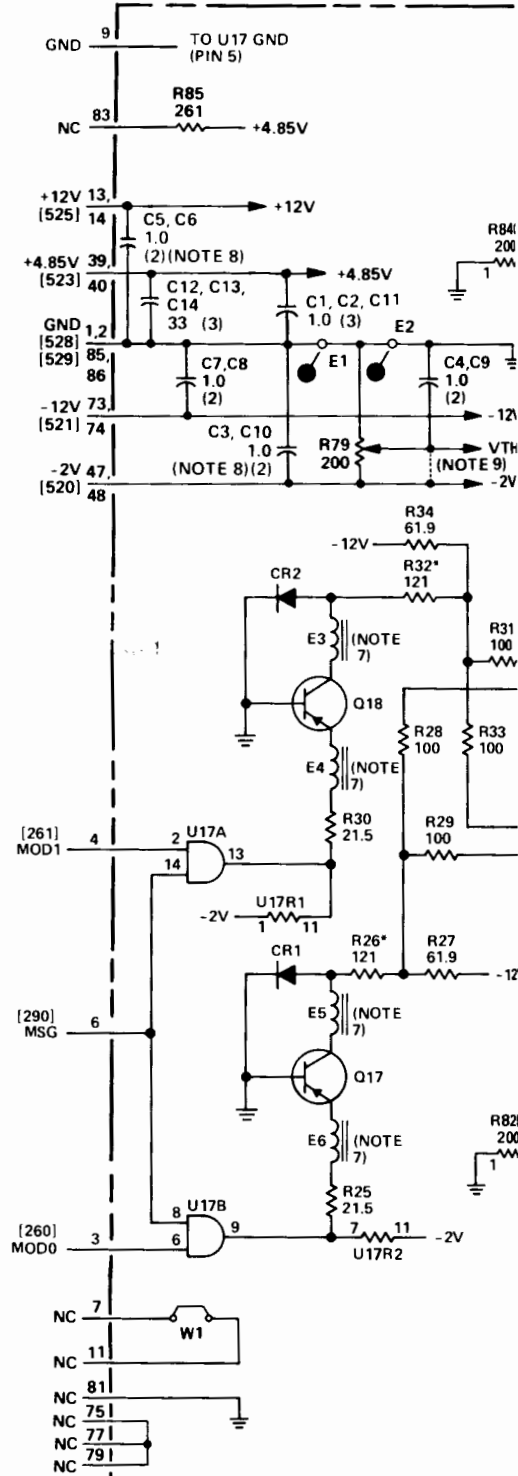 9
GND
TO U17 GND
(PIN 5)
83
NC
R85
261
+4.85V
+12V 13,
[525] 14
+12V
C5, C6
1.0
(2)(NOTE 8)
R84
200
1
+4.85V 39,
[523] 40
+4.85V
C12, C13,
C14
33 (3)
C1, C2, C11
1.0 (3)
GND 1,2
[528]
[529] 85,
86
E1
E2
C7,C8
1.0
(2)
C4,C9
1.0
(2)
-12V 73,
[521] 74
-12V
C3, C10
1.0
(NOTE 8)(2)
R79
200
VTH
(NOTE 9)
-2V 47,
[520] 48
-2V
R34
61.9
-12V
R32*
121
CR2
E3 (NOTE
7)
R31
100
Q18
R28
100
R33
100
E4 (NOTE
7)
R30
21.5
R29
100
[261]
MOD1
4
2
U17A
14
13
U17R1
-2V
1
11
CR1
R26*
121
R27
61.9
-12
E5 (NOTE
7)
[290]
MSG
6
Q17
E6 (NOTE
7)
R82
200
1
R25
21.5
U17B
8
6
9
[260]
MOD0
3
7
11
-2V
U17R2
NC 7
W1
NC 11
NC 81
NC 75
NC 77
NC 79